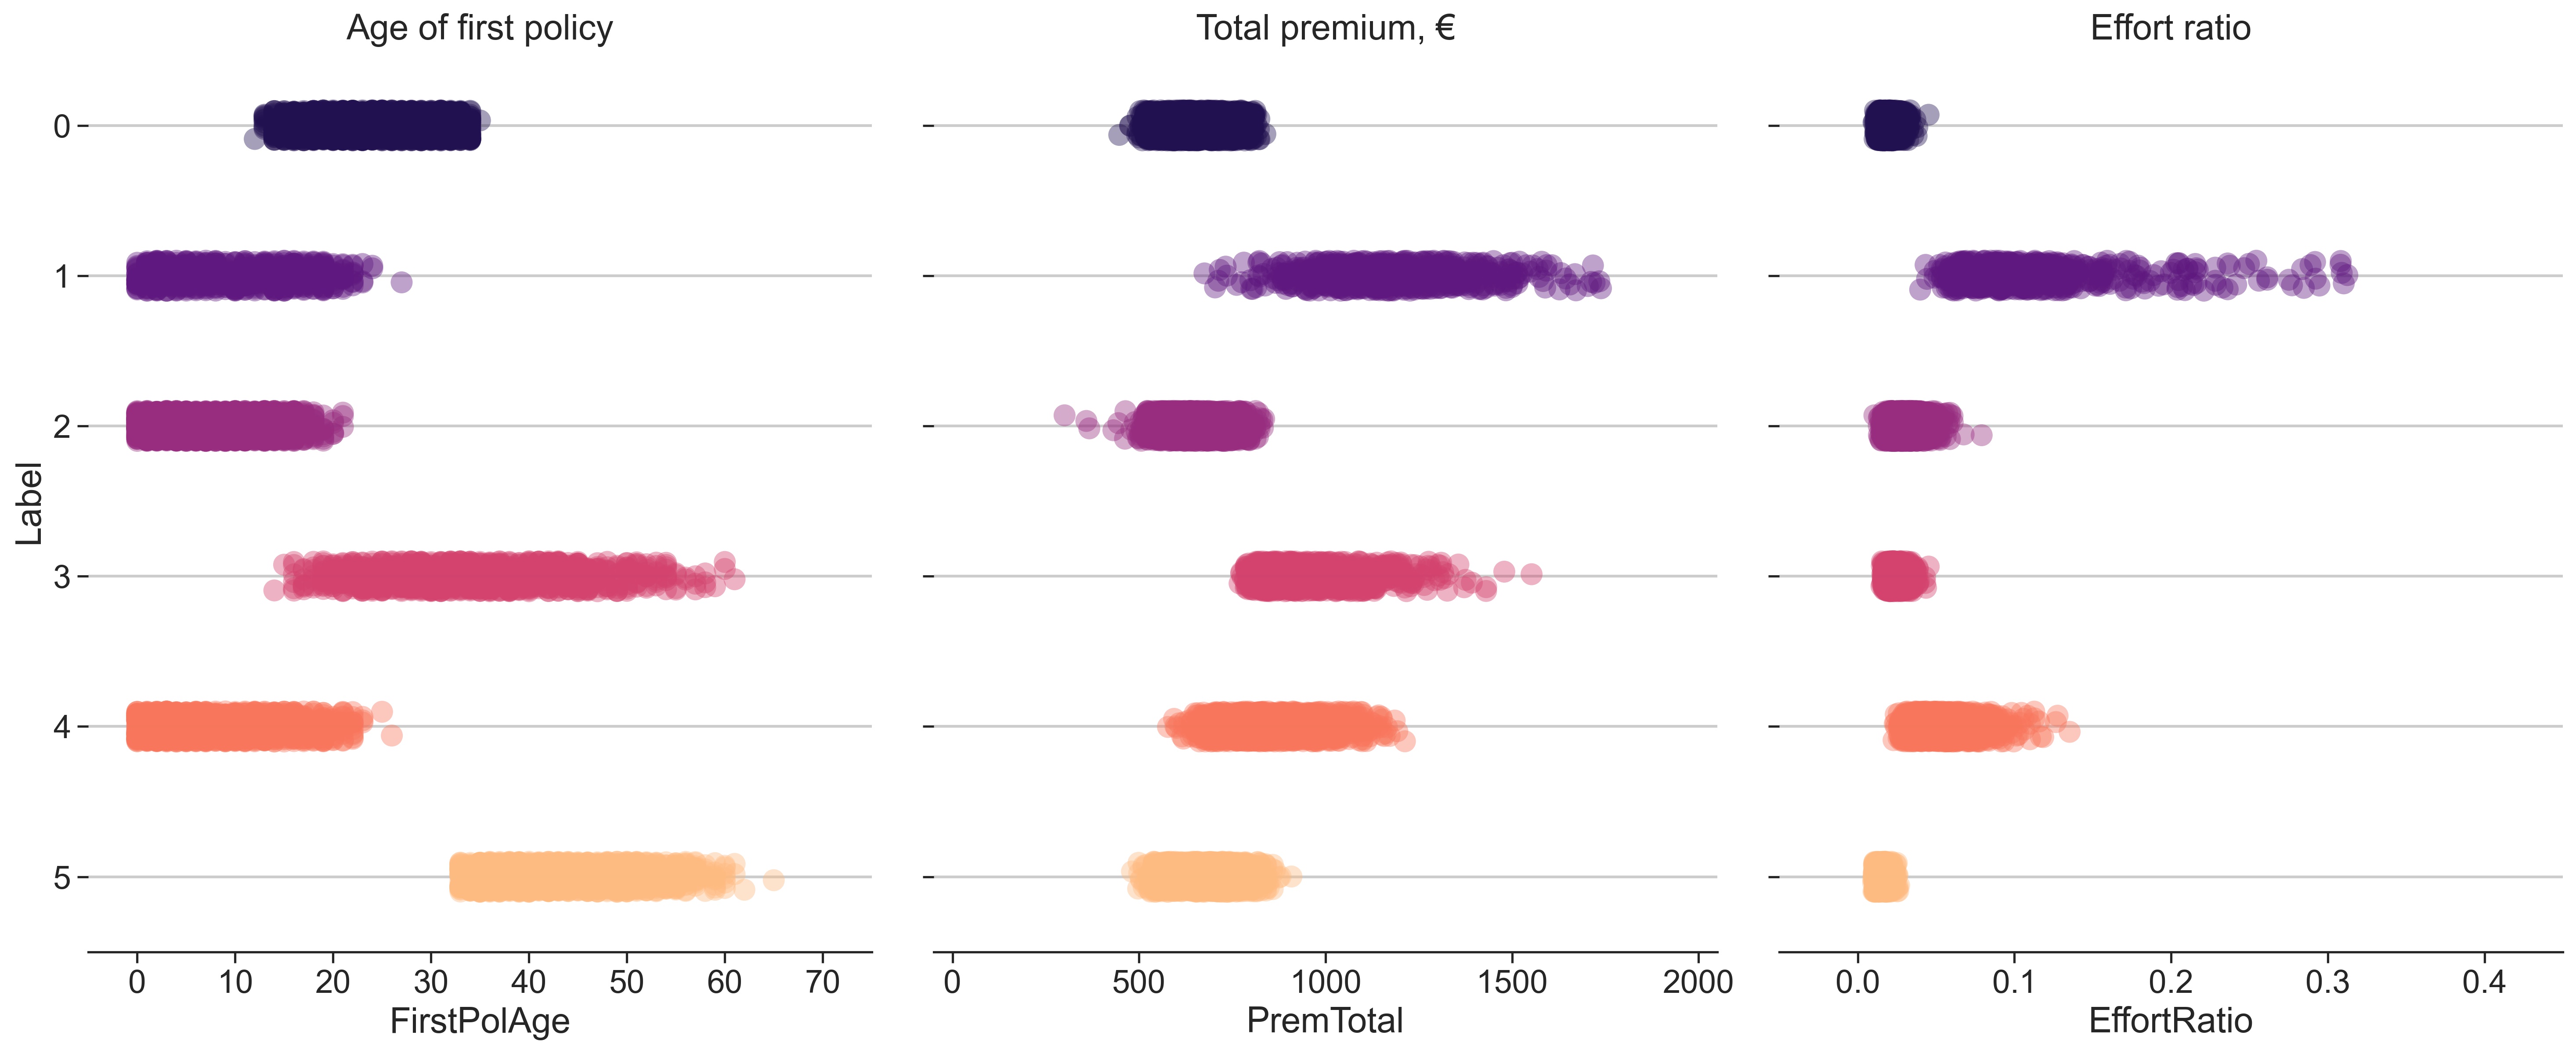 Age of first policy
Total premium, €
Effort ratio
Label
0
1
2
3
4
5
0 10 20 30 40 50 60 70
0 500 1000 1500 2000
0.0 0.1 0.2 0.3 0.4
FirstPolAge
PremTotal
EffortRatio